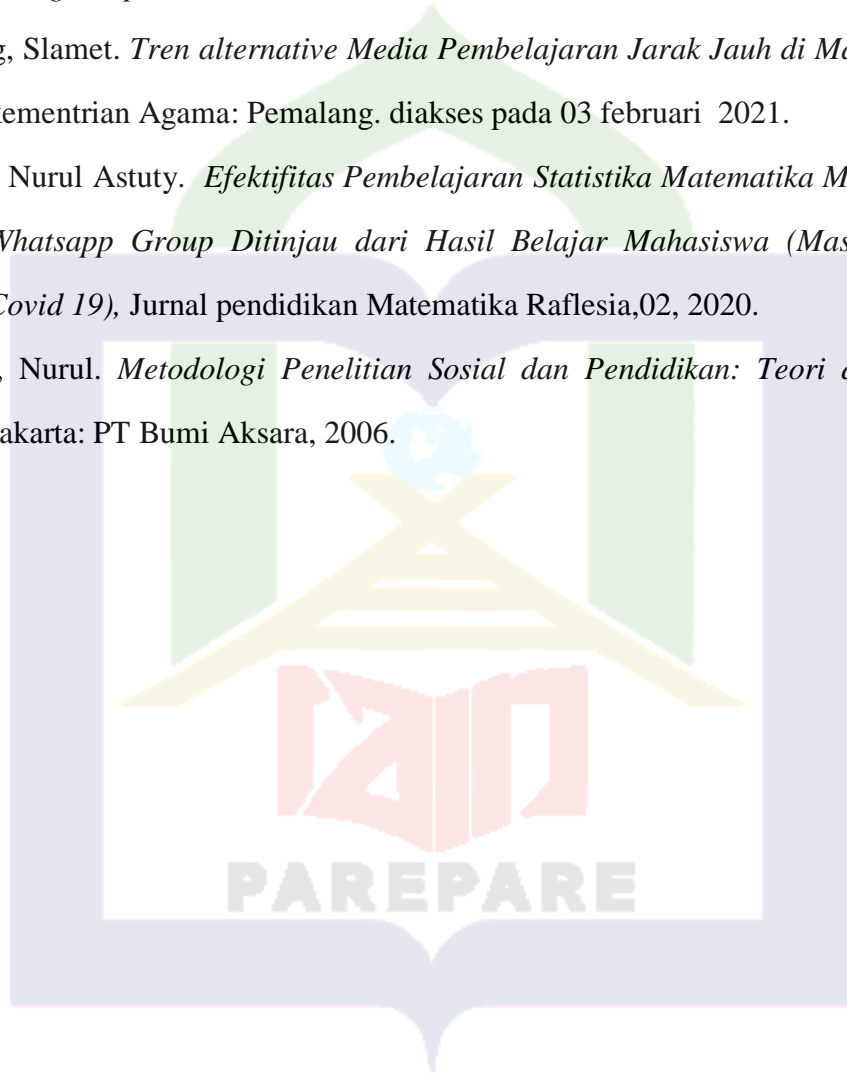 Slamet. Tren alternative Media Pembelajaran Jarak Jauh di
ementrian Agama: Pemalang. diakses pada 03 februari 2021.
Nurul Astuty. Efektifitas Pembelajaran Statistika Matematika
Whatsapp Group Ditinjau dari Hasil Belajar Mahasiswa (Mas
Covid 19), Jurnal pendidikan Matematika Raflesia,02, 2020.
, Nurul. Metodologi Penelitian Sosial dan Pendidikan: Teori
akarta: PT Bumi Aksara, 2006.
iain
PAREPARE